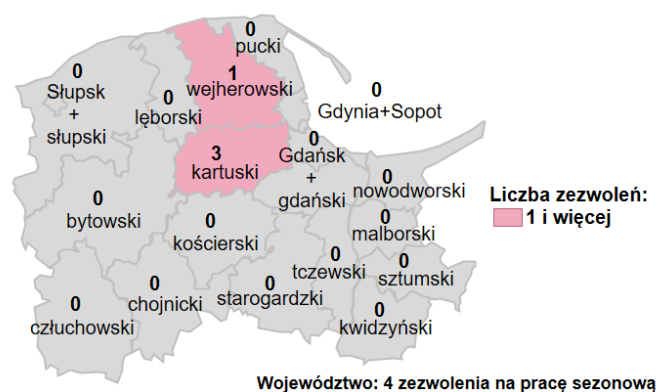 0
pucki
1
wejherowski
0
Słupsk
+
słupski
0
lęborski
0
Gdynia+Sopot
3
kartuski
0
Gdańsk
+
gdański
0
nowodworski
0
bytowski
0
kościerski
0
malborski
Liczba zezwoleń:
1 i więcej
0
tczewski
0
sztumski
0
człuchowski
0
chojnicki
0
starogardzki
0
kwidzyński
Województwo: 4 zezwolenia na pracę sezonową